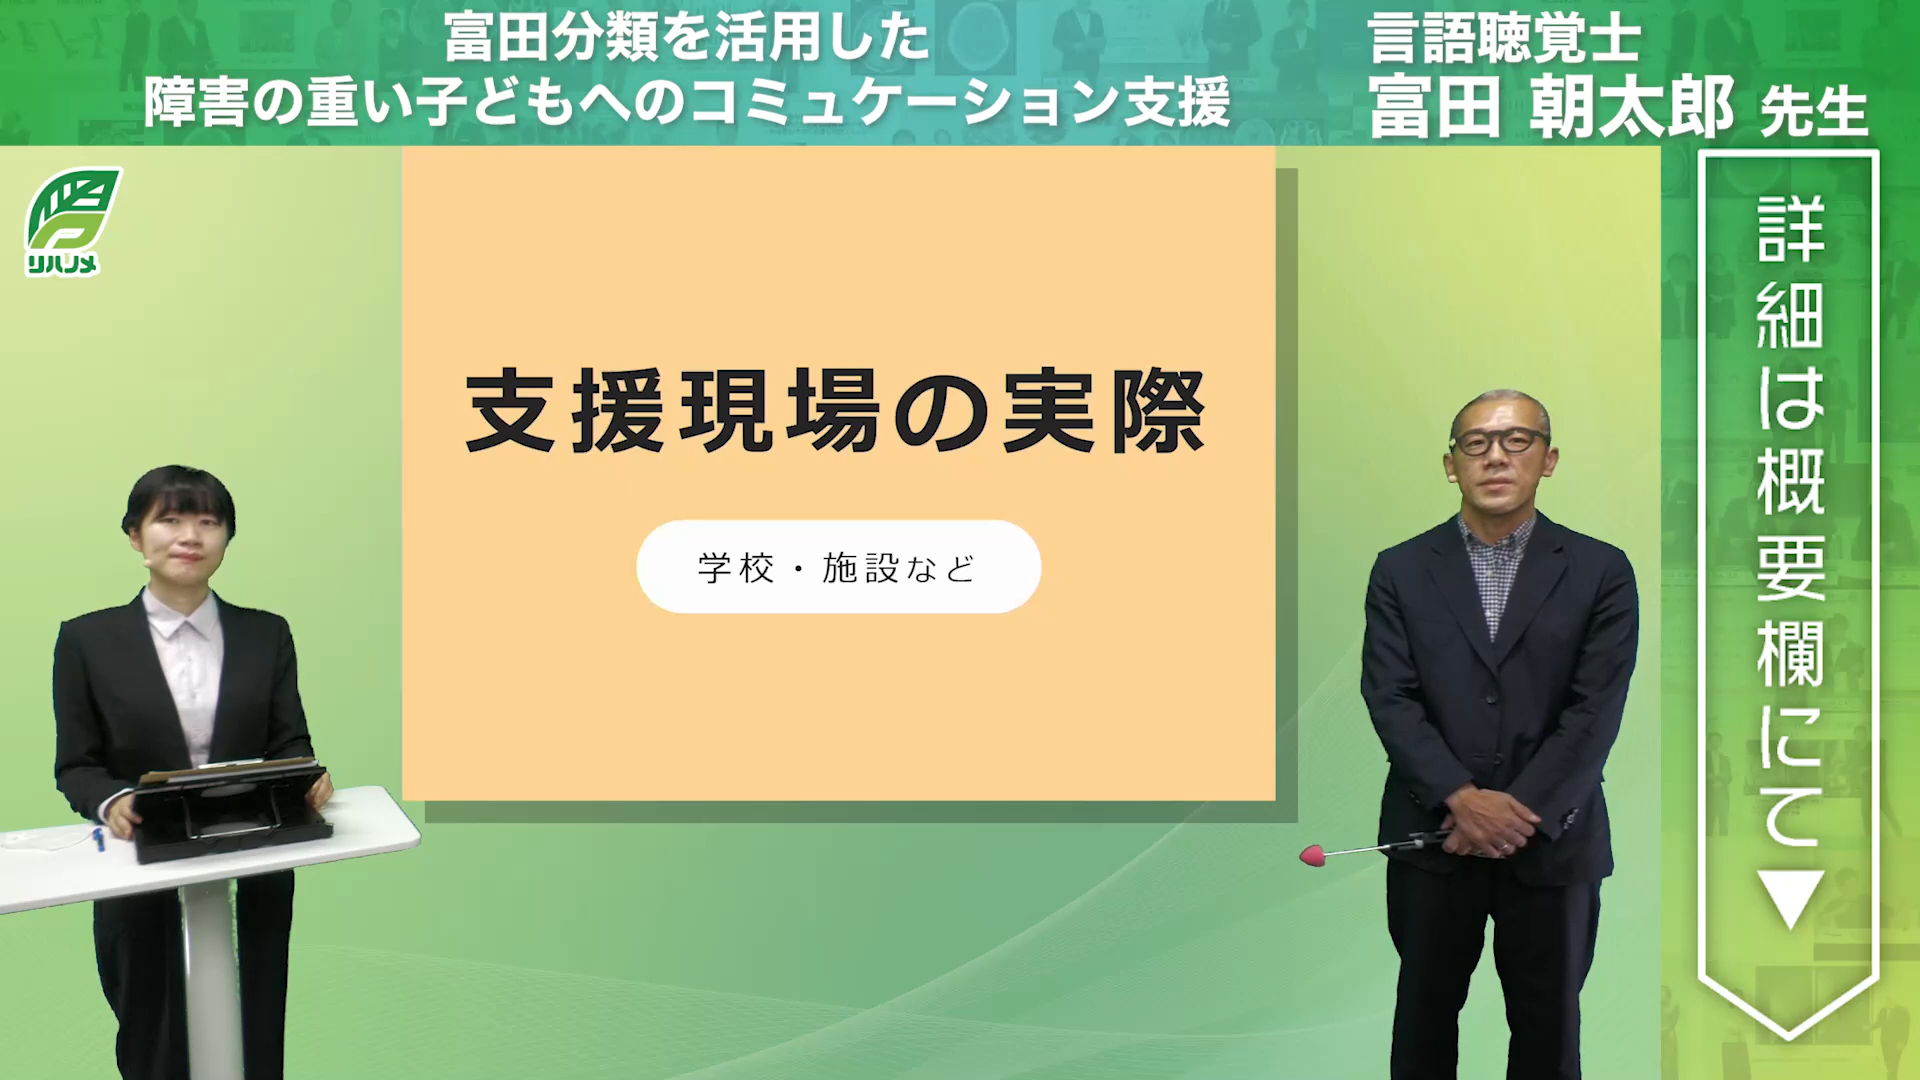 富田分類を活用した
障害の重い子どもへのコミュケーション支援
言語聴覚士
富田 朝太郎 先生
リハノメ
支援現場の実際
学校・施設など
詳細は概要欄にて▼